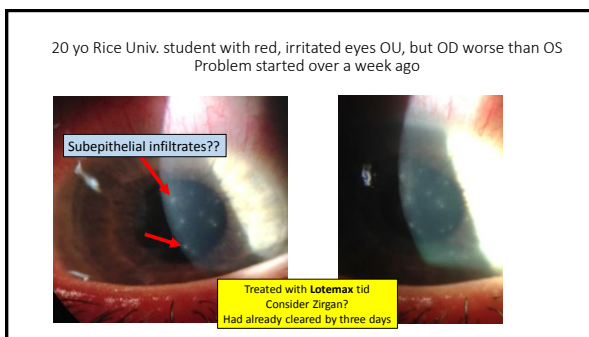 20 yo Rice Univ. student with red, irritated eyes OU, but OD worse than OS
Problem started over a week ago
Subepithelial infiltrates??
Treated with Lotemax tid
Consider Zirgan?
Had already cleared by three days